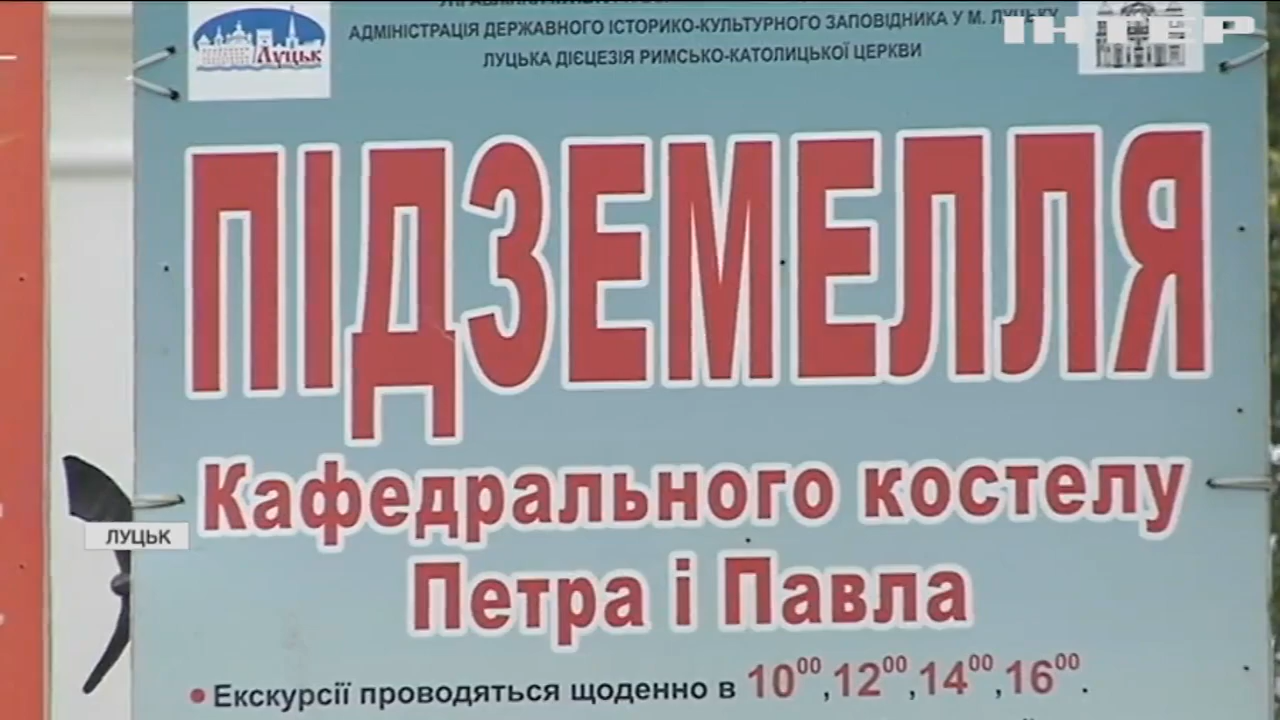 АДМІНІСТРАЦІЯ ДЕРЖАВНОГО ІСТОРИКО-КУЛЬТУРНОГО ЗАПОВІДНИКА У М. ЛУЦЬКУ
ЛУЦЬКА ДІЄЦЕЗІЯ РИМСЬКО-КАТОЛИЦЬКОЇ ЦЕРКВИ
Луцьк
ІНТЕР
ПІДЗЕМЕЛЛЯ
Кафедрального костелу
Петра і Павла
ЛУЦЬК
• Екскурсії проводяться щоденно в 10⁰⁰,12⁰⁰,14⁰⁰,16⁰⁰.